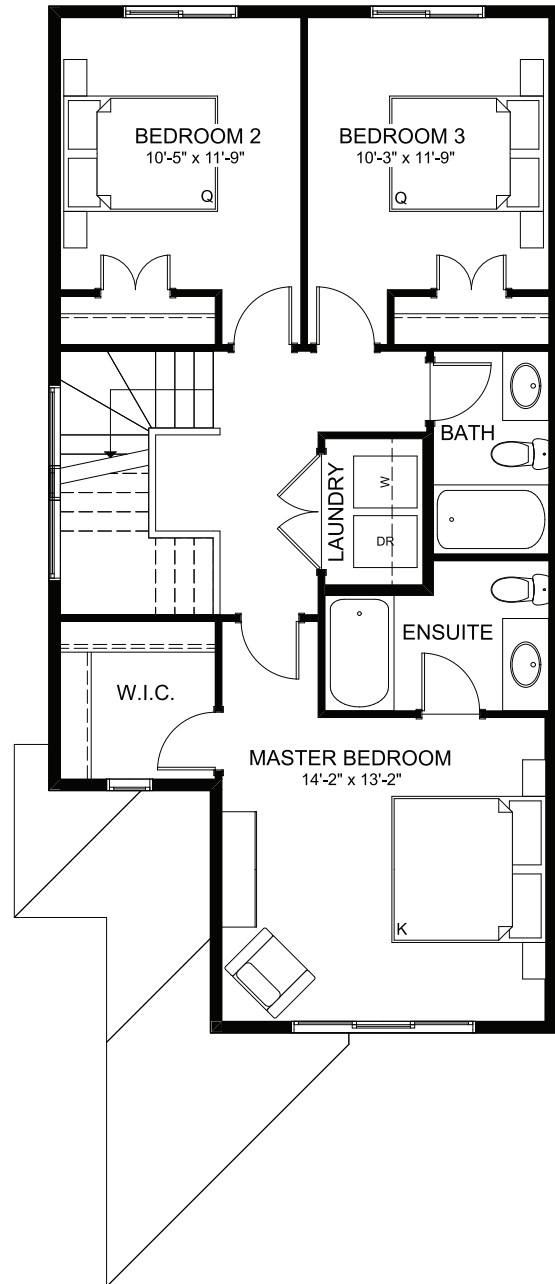 BEDROOM 2
10'-5" x 11'-9"
Q
BEDROOM 3
10'-3" x 11'-9"
Q
BATH
LAUNDRY
W
DR
ENSUITE
W.I.C.
MASTER BEDROOM
14'-2" x 13'-2"
K